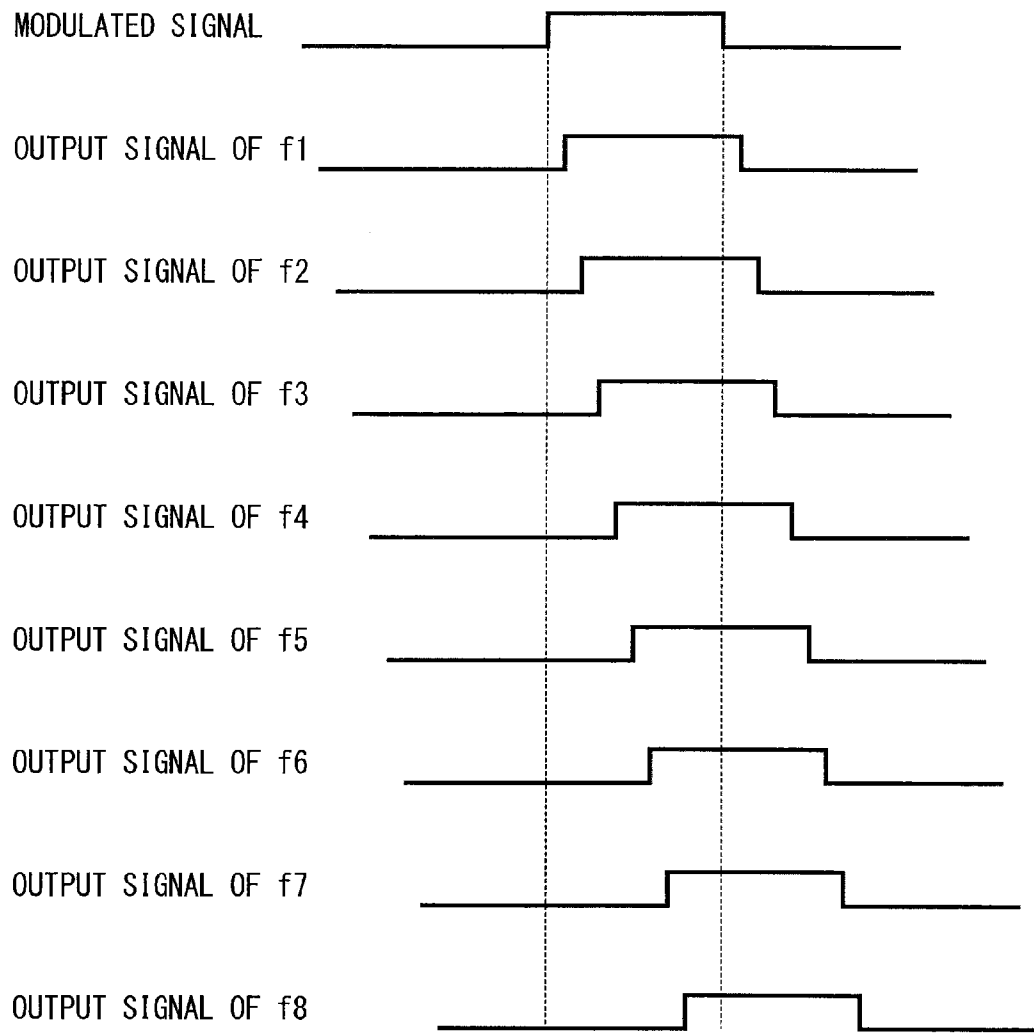 MODULATED SIGNAL
OUTPUT SIGNAL OF f1
OUTPUT SIGNAL OF f2
OUTPUT SIGNAL OF f3
OUTPUT SIGNAL OF f4
OUTPUT SIGNAL OF f5
OUTPUT SIGNAL OF f6
OUTPUT SIGNAL OF f7
OUTPUT SIGNAL OF f8